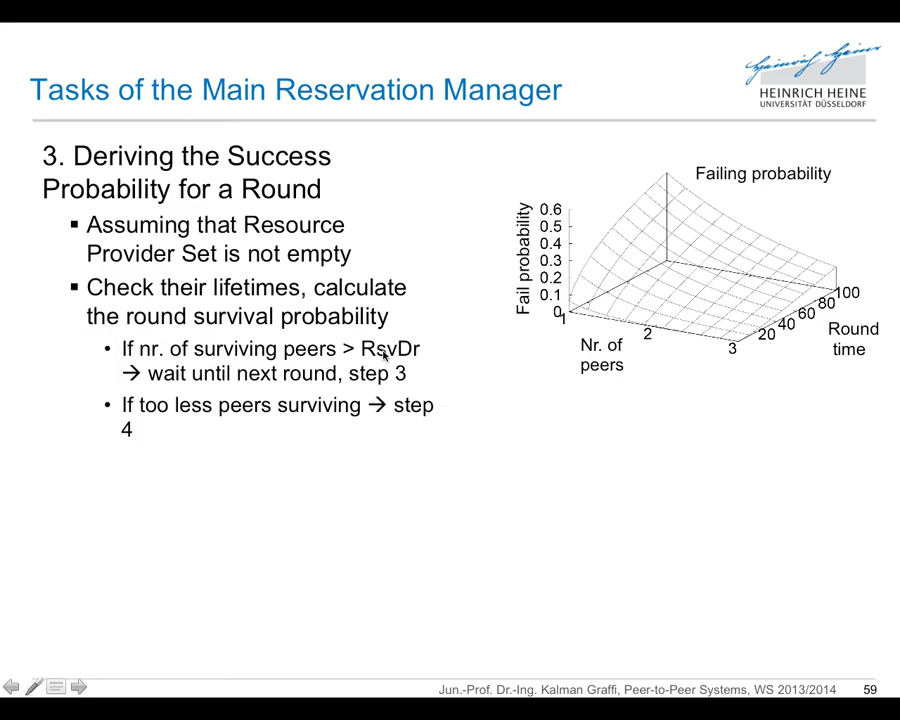 Tasks of the Main Reservation Manager
Heinrich Heine
HEINRICH HEINE
UNIVERSITÄT DÜSSELDORF
3. Deriving the Success
Probability for a Round
▪ Assuming that Resource
Provider Set is not empty
▪ Check their lifetimes, calculate
the round survival probability
• If nr. of surviving peers > RsvDr
→ wait until next round, step 3
• If too less peers surviving → step
4
Failing probability
Fail probability
0.6
0.5
0.4
0.3
0.2
0.1
0
1
2
3
Nr. of
peers
20
40
60
80
100
Round
time
Jun.-Prof. Dr.-Ing. Kalman Graffi, Peer-to-Peer Systems, WS 2013/2014
59